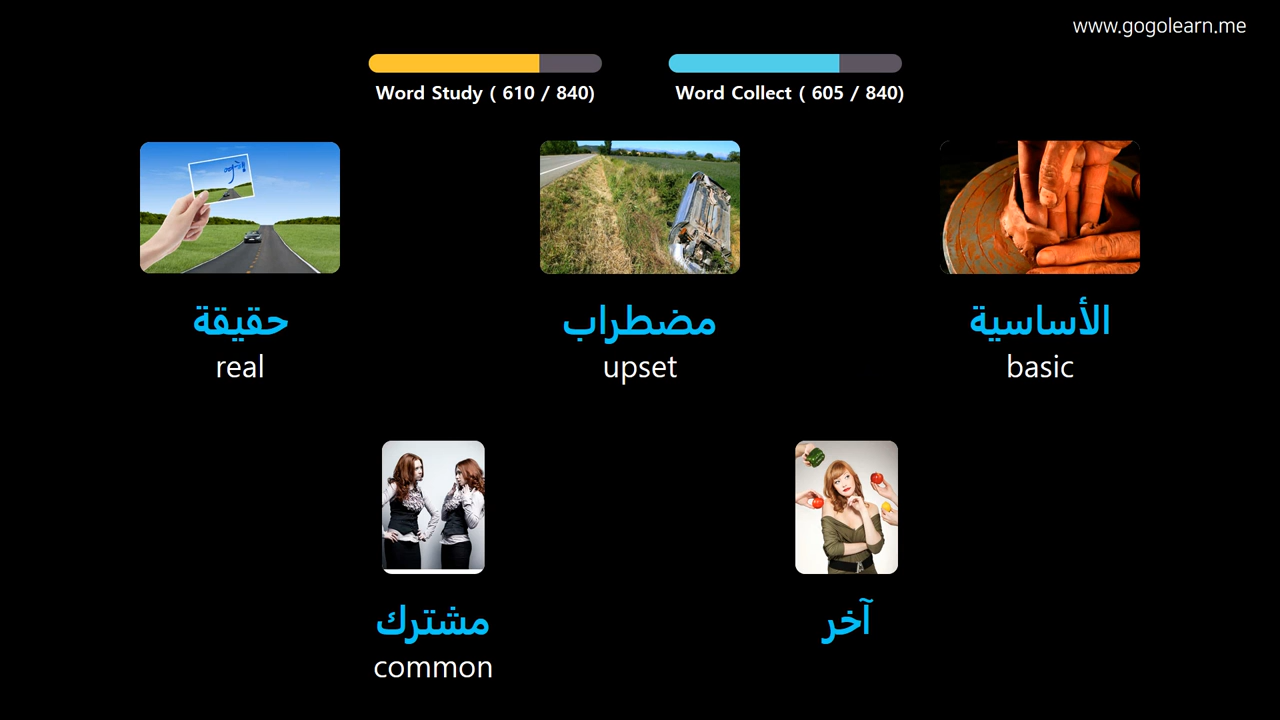 www.gogolearn.me
Word Study ( 610 / 840)
Word Collect ( 605 / 840)
حقيقة
real
مضطراب
upset
الأساسية
basic
مشترك
common
آخر